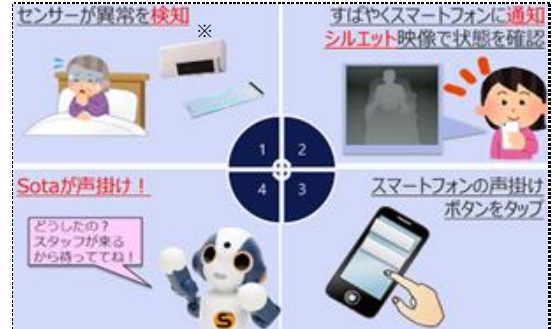 センサーが異常を検知
※
すばやくスマートフォンに通知
シルエット映像で状態を確認
1
2
4
3
Sotaが声掛け！
どうしたの？
スタッフが来る
から待っててね！
S
スマートフォンの声掛け
ボタンをタップ